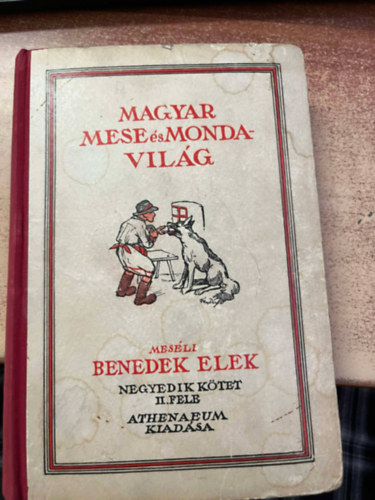 MAGYAR
MESE és MONDA-
VILÁG
MESÉLI
BENEDEK ELEK
NEGYEDIK KÖTET
II. FELE
ATHENAEUM
KIADÁSA